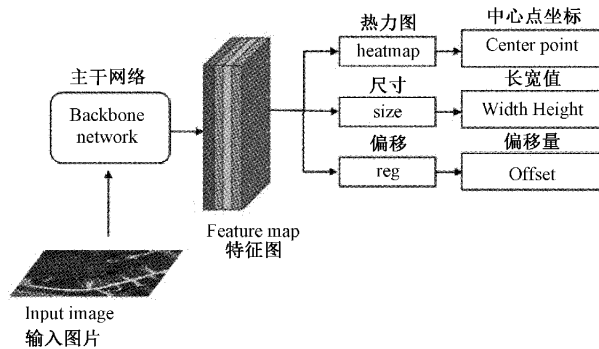 热力图
heatmap
中心点坐标
Center point
主干网络
Backbone
network
尺寸
size
长宽值
Width Height
偏移
reg
偏移量
Offset
Feature map
特征图
Input image
输入图片